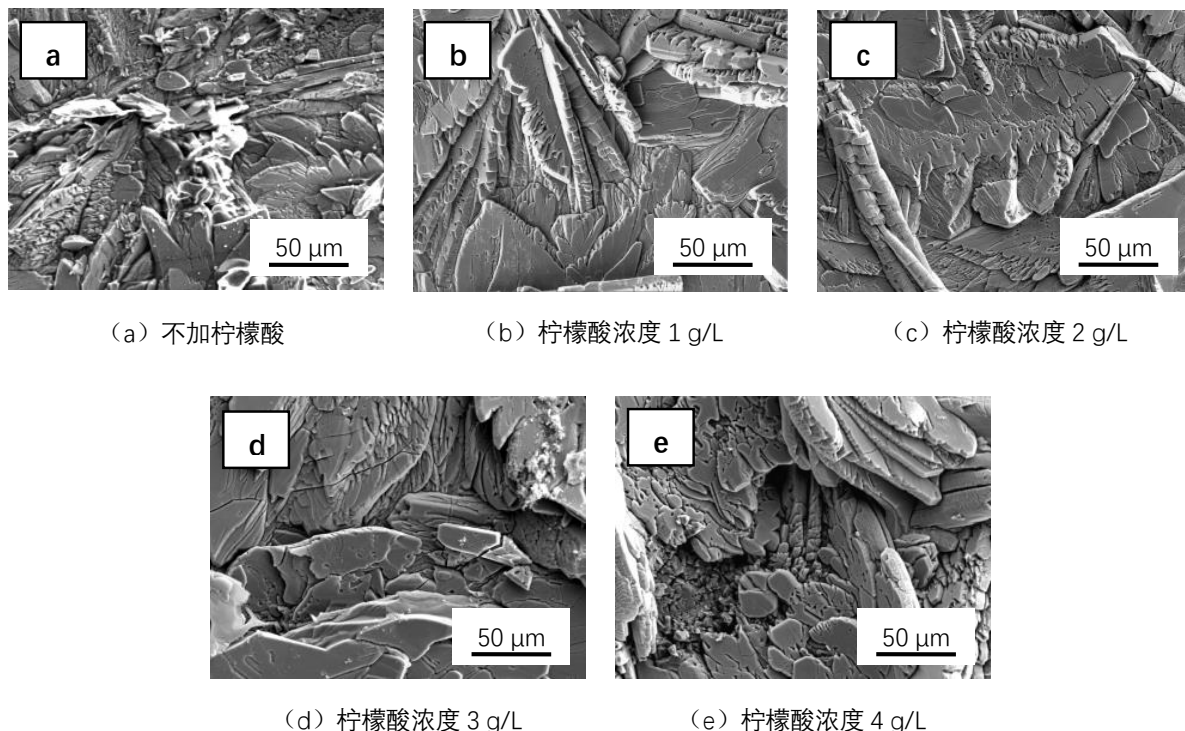 a
b
c
50 μm
50 μm
50 μm
（a）不加柠檬酸
（b）柠檬酸浓度 1 g/L
（c）柠檬酸浓度 2 g/L
d
e
50 μm
50 μm
（d）柠檬酸浓度 3 g/L
（e）柠檬酸浓度 4 g/L